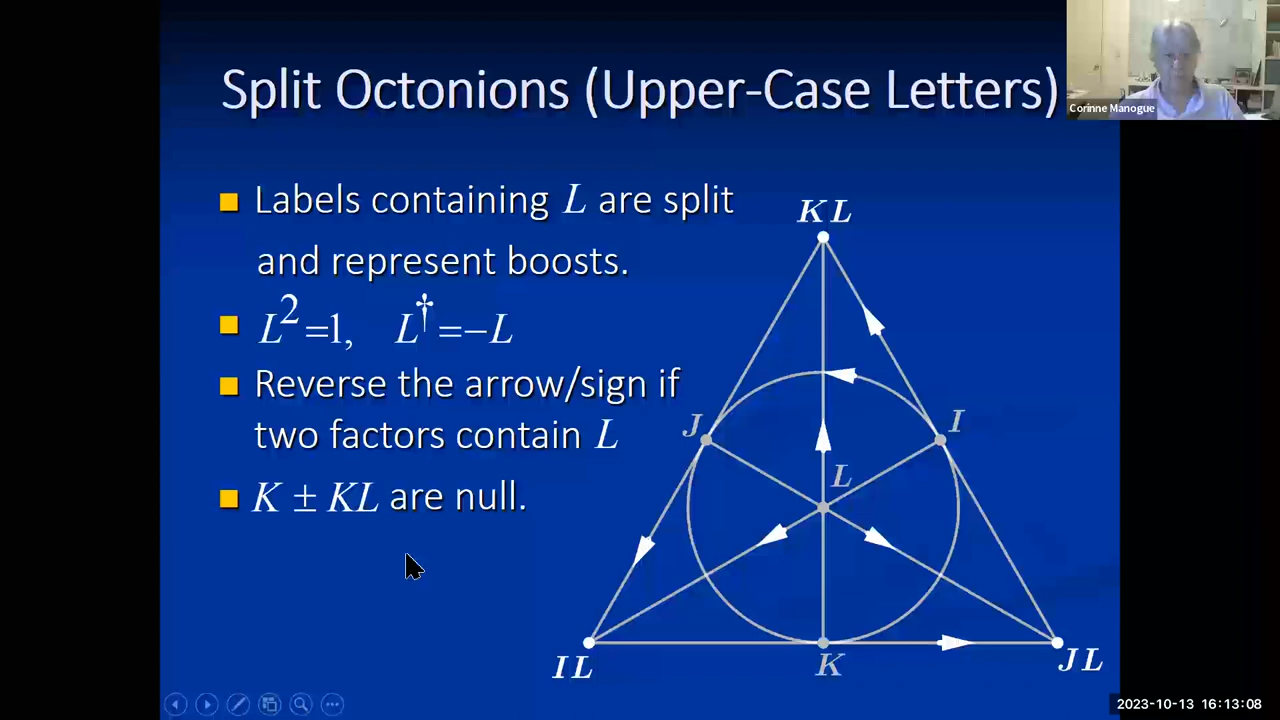 Split Octonions (Upper-Case Letters)
Corinne Manogue
Labels containing L are split
and represent boosts.
L²=1, L†=−L
Reverse the arrow/sign if
two factors contain L
K ± KL are null.
KL
J
I
L
IL
K
JL
2023-10-13 16:13:08